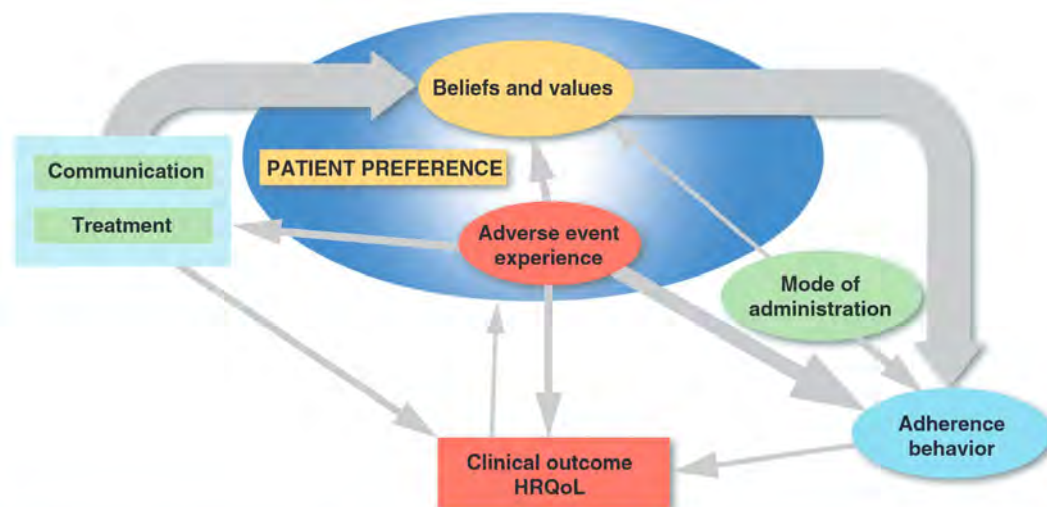 Beliefs and values
Communication
PATIENT PREFERENCE
Treatment
Adverse event
experience
Mode of
administration
Adherence
behavior
Clinical outcome
HRQoL